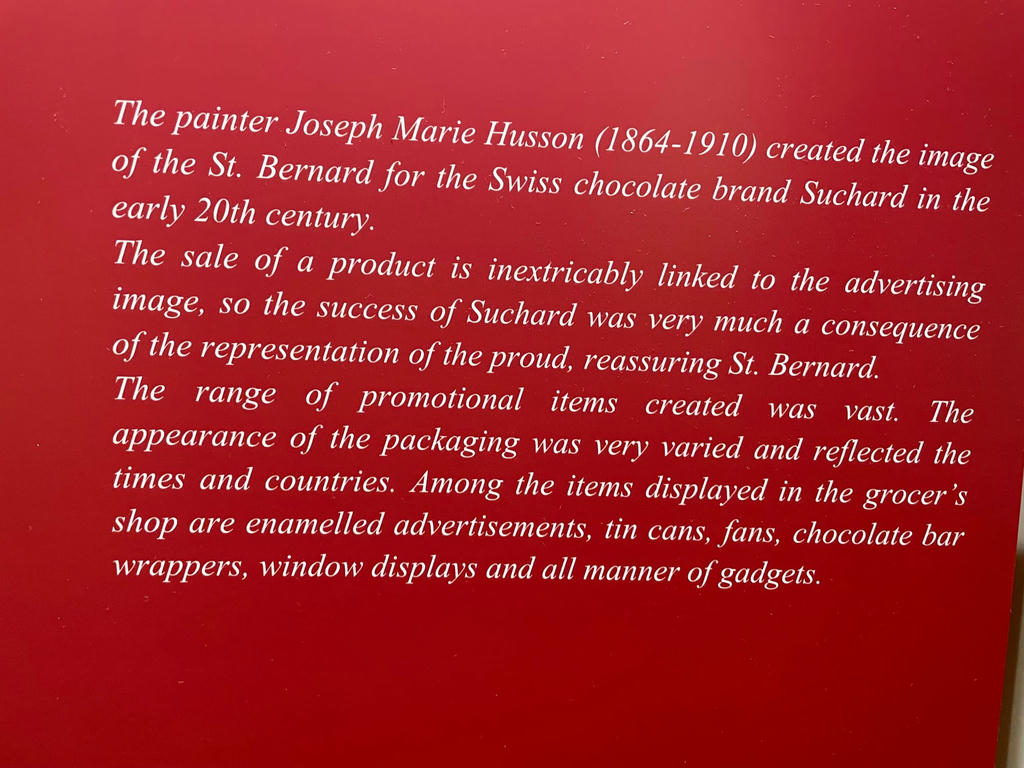 The painter Joseph Marie Husson (1864-1910) created the image
of the St. Bernard for the Swiss chocolate brand Suchard in the
early 20th century.
The sale of a product is inextricably linked to the advertising
image, so the success of Suchard was very much a consequence
of the representation of the proud, reassuring St. Bernard.
The range of promotional items created was vast. The
appearance of the packaging was very varied and reflected the
times and countries. Among the items displayed in the grocer's
shop are enamelled advertisements, tin cans, fans, chocolate bar
wrappers, window displays and all manner of gadgets.